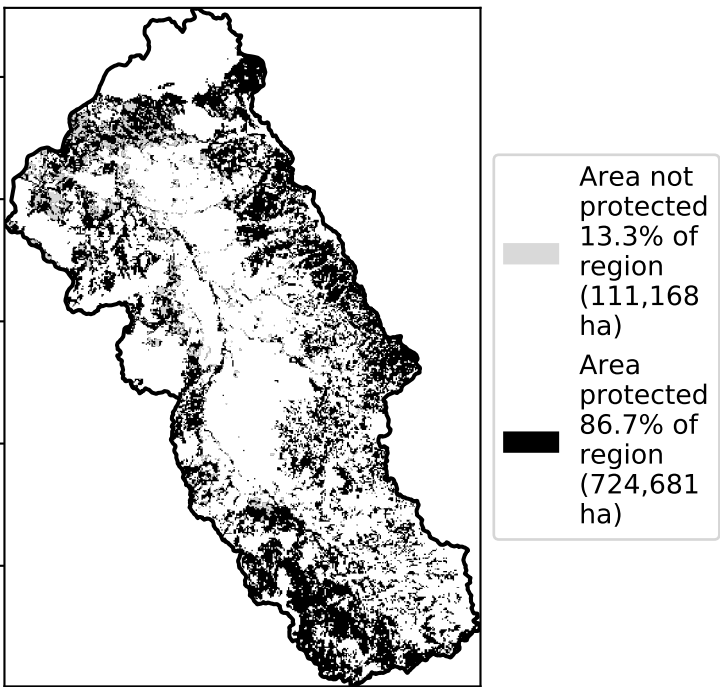 Area not
protected
13.3% of
region
(111,168
ha)
Area
protected
86.7% of
region
(724,681
ha)